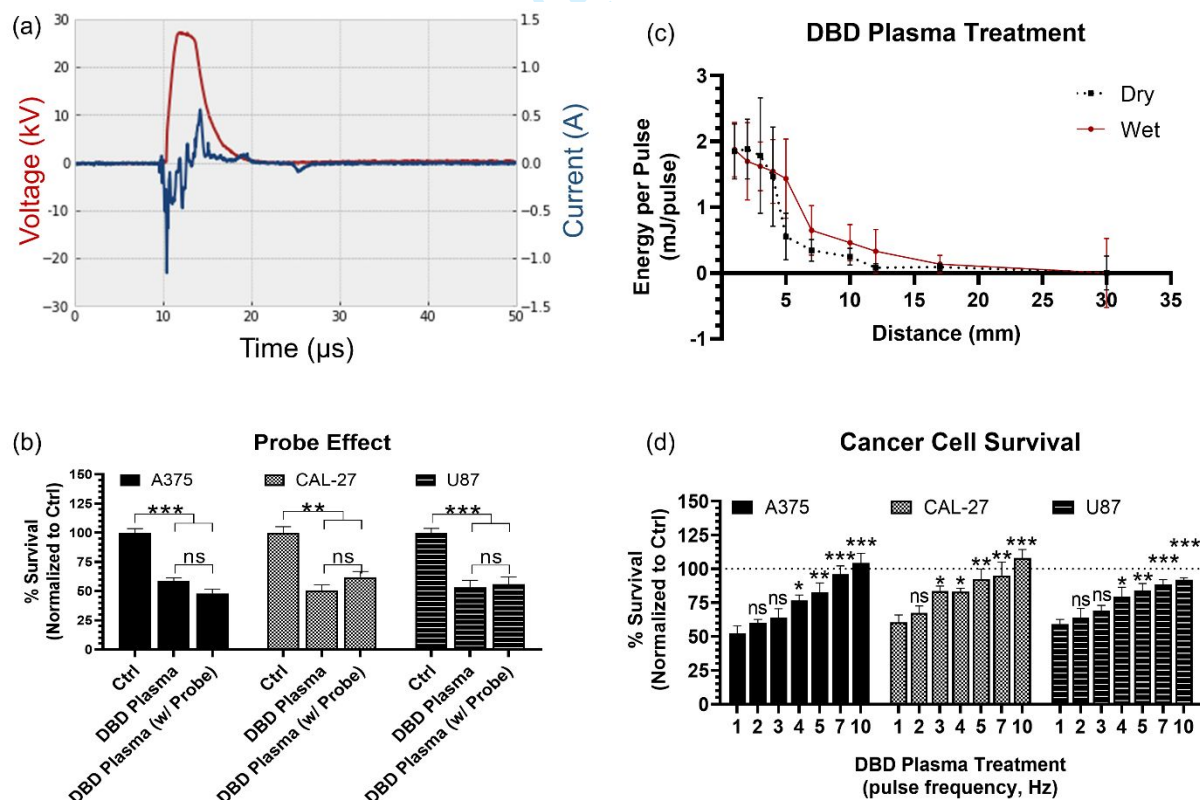 (a)
30
20
10
0
−10
−20
−30
Voltage (kV)
1.5
1.0
0.5
0.0
−0.5
−1.0
−1.5
Current (A)
0 10 20 30 40 50
Time (µs)
(c)
DBD Plasma Treatment
Dry
Wet
3
2
1
0
-1
Energy per Pulse
(mJ/pulse)
5 10 15 20 25 30 35
Distance (mm)
(b)
Probe Effect
A375 CAL-27 U87
150
125
100
75
50
25
0
% Survival
(Normalized to Ctrl)
*** ** ***
ns ns ns
Ctrl DBD Plasma DBD Plasma (w/ Probe) Ctrl DBD Plasma DBD Plasma (w/ Probe) Ctrl DBD Plasma DBD Plasma (w/ Probe)
(d)
Cancer Cell Survival
A375 CAL-27 U87
150
125
100
75
50
25
0
% Survival
(Normalized to Ctrl)
ns ns * ** *** *** ns * * ** ** *** ns ns * ** *** ***
1 2 3 4 5 7 10 1 2 3 4 5 7 10 1 2 3 4 5 7 10
DBD Plasma Treatment
(pulse frequency, Hz)